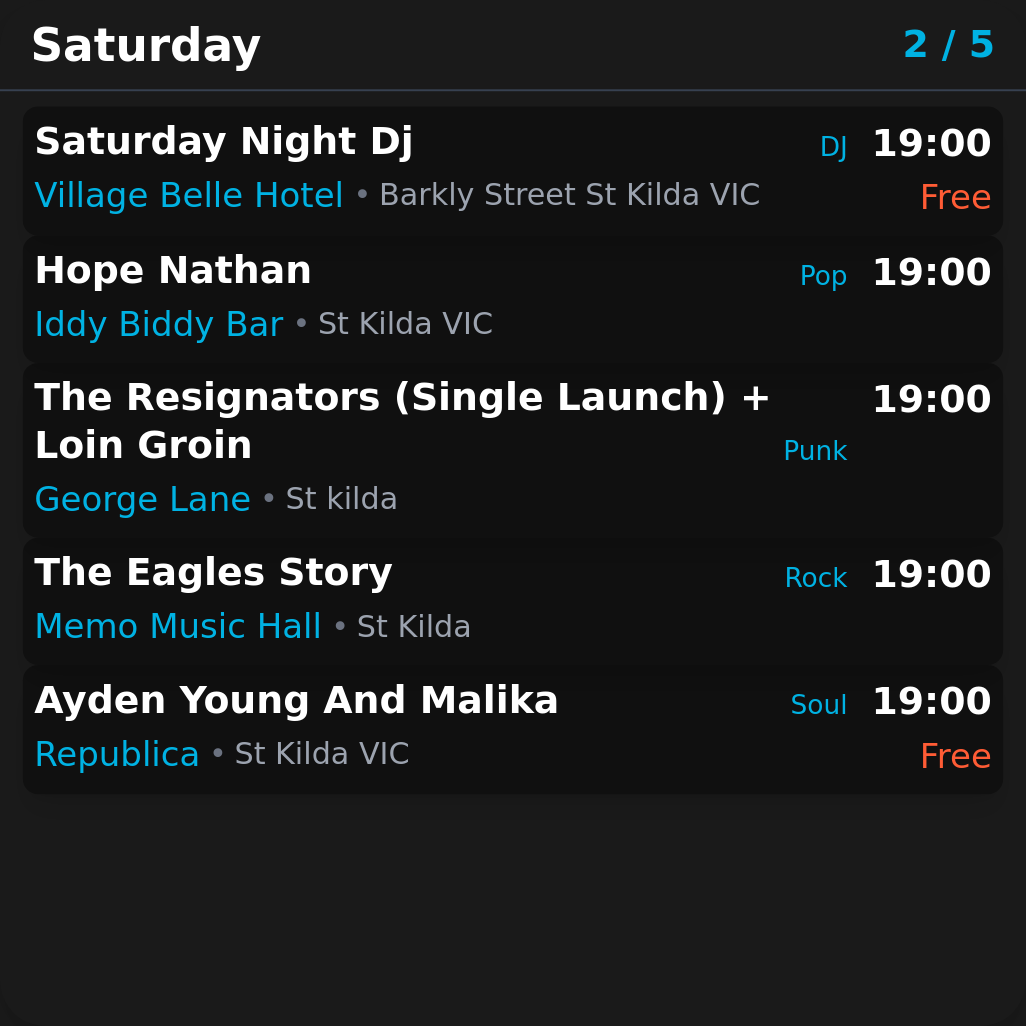 Saturday 2 / 5
Saturday Night Dj DJ 19:00
Village Belle Hotel • Barkly Street St Kilda VIC Free
Hope Nathan Pop 19:00
Iddy Biddy Bar • St Kilda VIC
The Resignators (Single Launch) + 19:00
Loin Groin Punk
George Lane • St kilda
The Eagles Story Rock 19:00
Memo Music Hall • St Kilda
Ayden Young And Malika Soul 19:00
Republica • St Kilda VIC Free